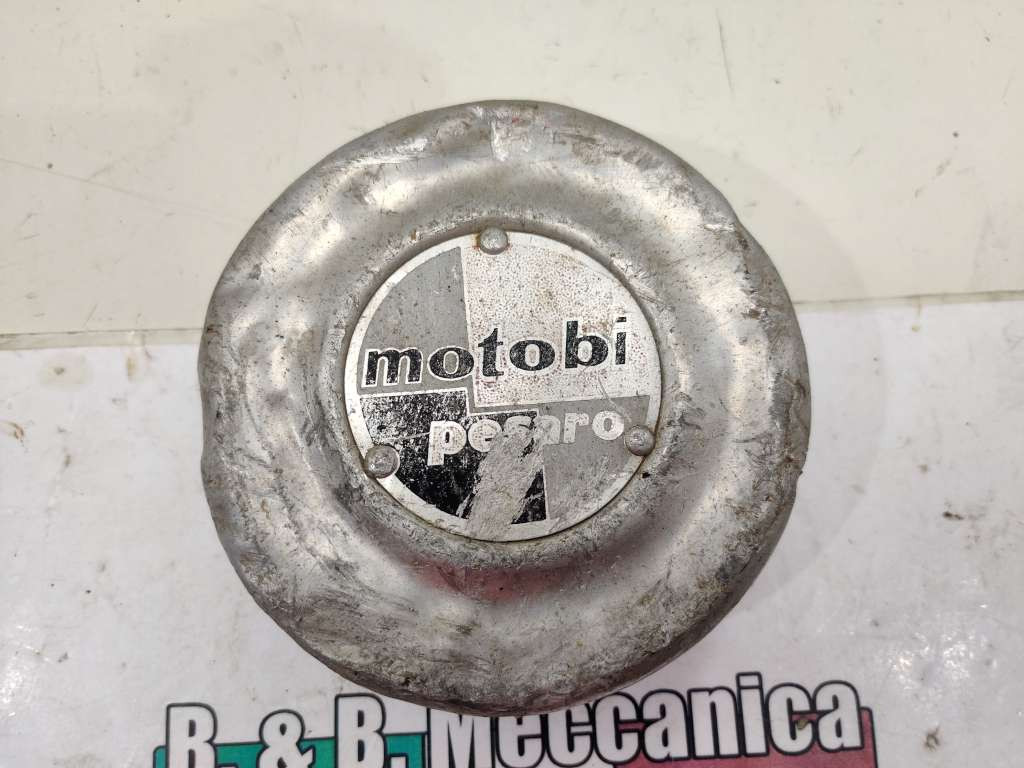 motobi
pesaro
B. & B. Meccanica